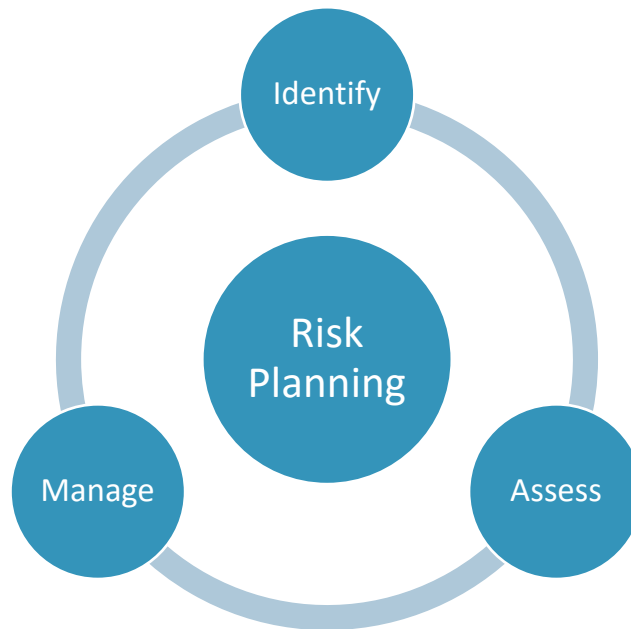 Identify
Risk
Planning
Manage
Assess